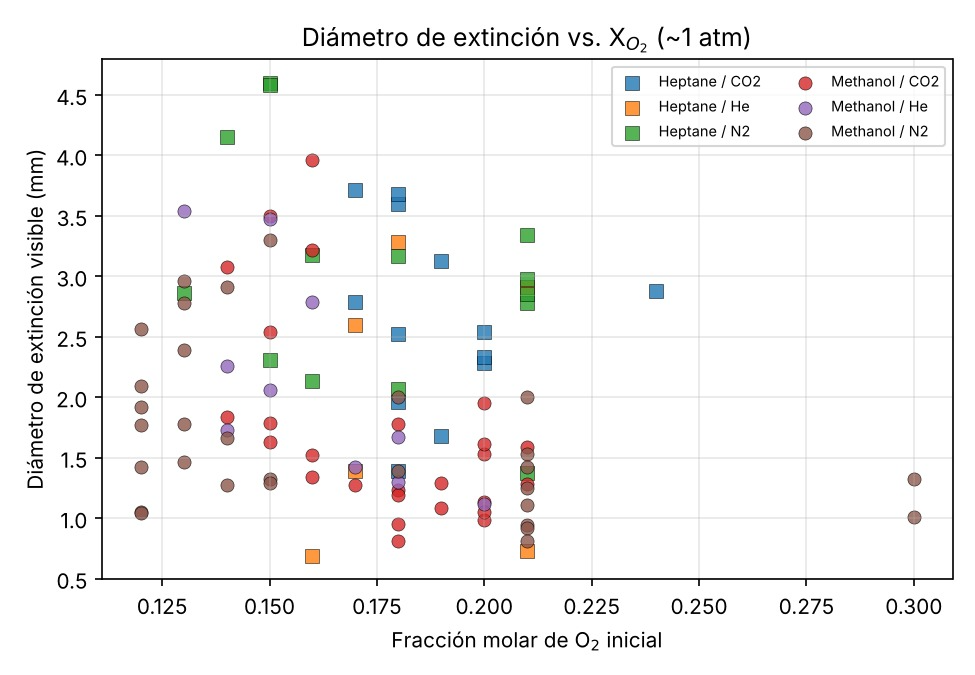 Diámetro de extinción vs. X_{O_2} (~1 atm)
Heptane / CO2
Heptane / He
Heptane / N2
Methanol / CO2
Methanol / He
Methanol / N2
Diámetro de extinción visible (mm)
4.5
4.0
3.5
3.0
2.5
2.0
1.5
1.0
0.5
0.125 0.150 0.175 0.200 0.225 0.250 0.275 0.300
Fracción molar de O₂ inicial